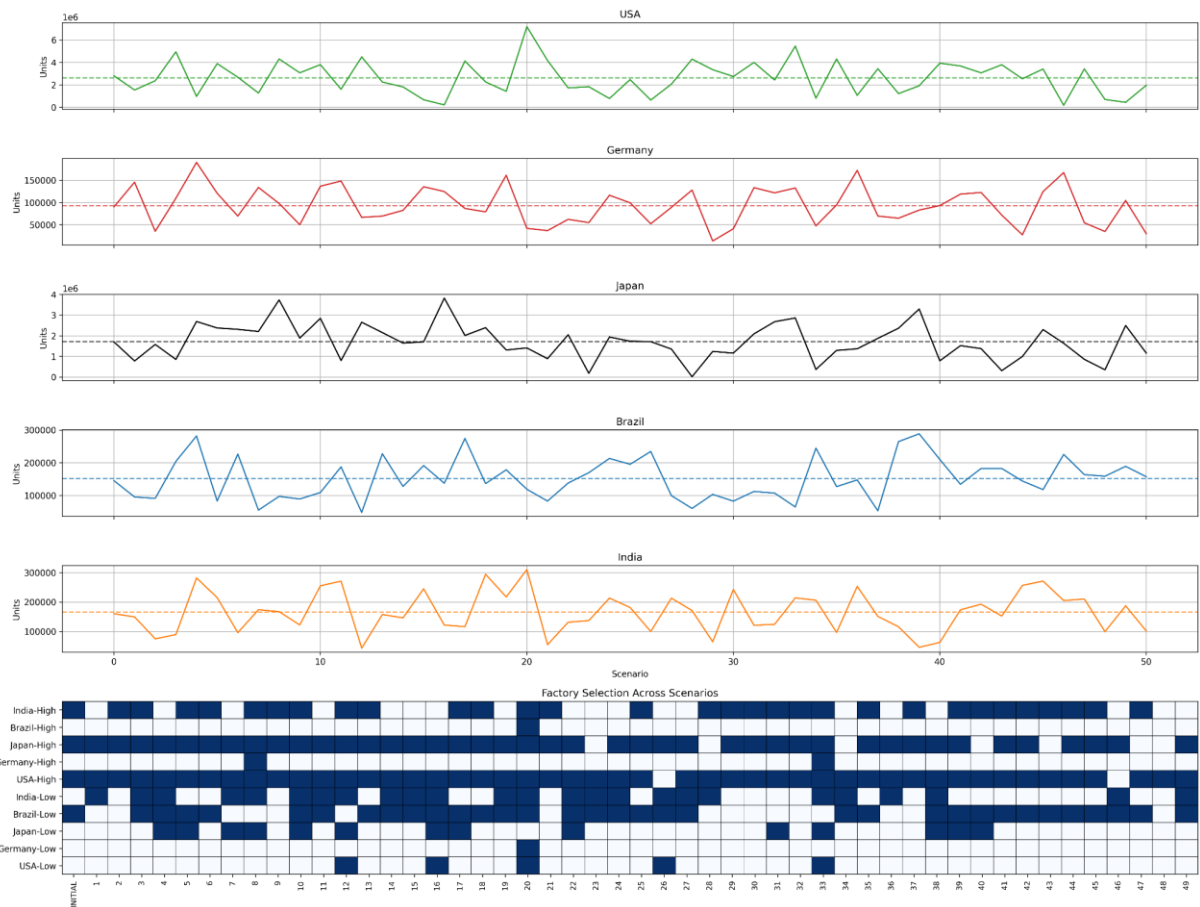 USA
1e6
6
4
2
0
Units
Germany
150000
100000
50000
Units
Japan
1e6
4
3
2
1
0
Units
Brazil
300000
200000
100000
Units
India
300000
200000
100000
Units
0 10 20 30 40 50
Scenario
Factory Selection Across Scenarios
India-High
Brazil-High
Japan-High
Germany-High
USA-High
India-Low
Brazil-Low
Japan-Low
Germany-Low
USA-Low
INITIAL 1 2 3 4 5 6 7 8 9 10 11 12 13 14 15 16 17 18 19 20 21 22 23 24 25 26 27 28 29 30 31 32 33 34 35 36 37 38 39 40 41 42 43 44 45 46 47 48 49